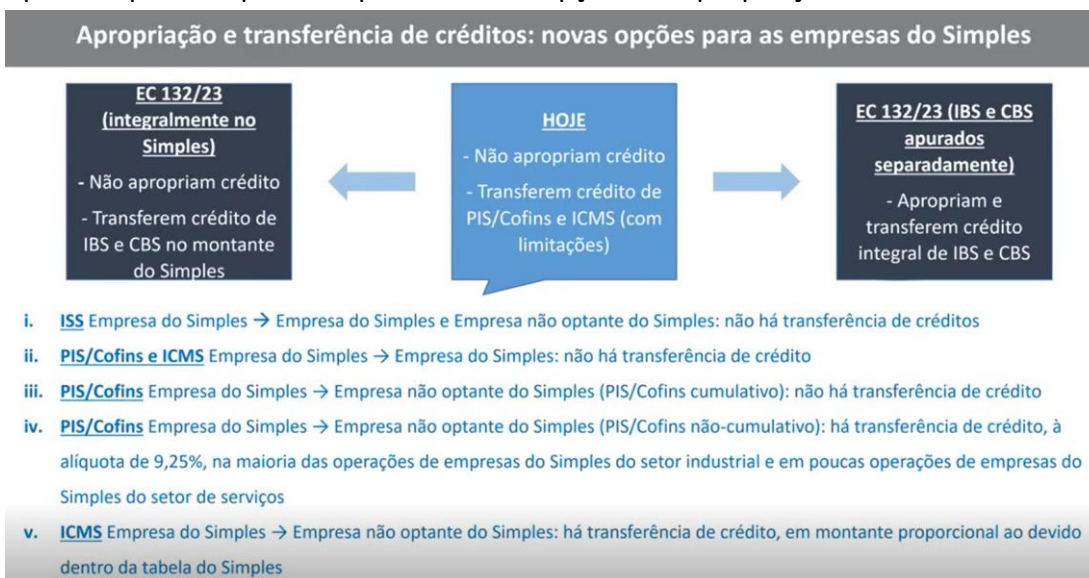 Apropriação e transferência de créditos: novas opções para as empresas do Simples
EC 132/23
(integralmente no
Simples)
- Não apropriam crédito
- Transferem crédito de
IBS e CBS no montante
do Simples
HOJE
- Não apropriam crédito
- Transferem crédito de
PIS/Cofins e ICMS (com
limitações)
EC 132/23 (IBS e CBS
apurados
separadamente)
- Apropriam e
transferem crédito
integral de IBS e CBS
i. ISS Empresa do Simples → Empresa do Simples e Empresa não optante do Simples: não há transferência de créditos
ii. PIS/Cofins e ICMS Empresa do Simples → Empresa do Simples: não há transferência de crédito
iii. PIS/Cofins Empresa do Simples → Empresa não optante do Simples (PIS/Cofins cumulativo): não há transferência de crédito
iv. PIS/Cofins Empresa do Simples → Empresa não optante do Simples (PIS/Cofins não-cumulativo): há transferência de crédito, à
alíquota de 9,25%, na maioria das operações de empresas do Simples do setor industrial e em poucas operações de empresas do
Simples do setor de serviços
v. ICMS Empresa do Simples → Empresa não optante do Simples: há transferência de crédito, em montante proporcional ao devido
dentro da tabela do Simples